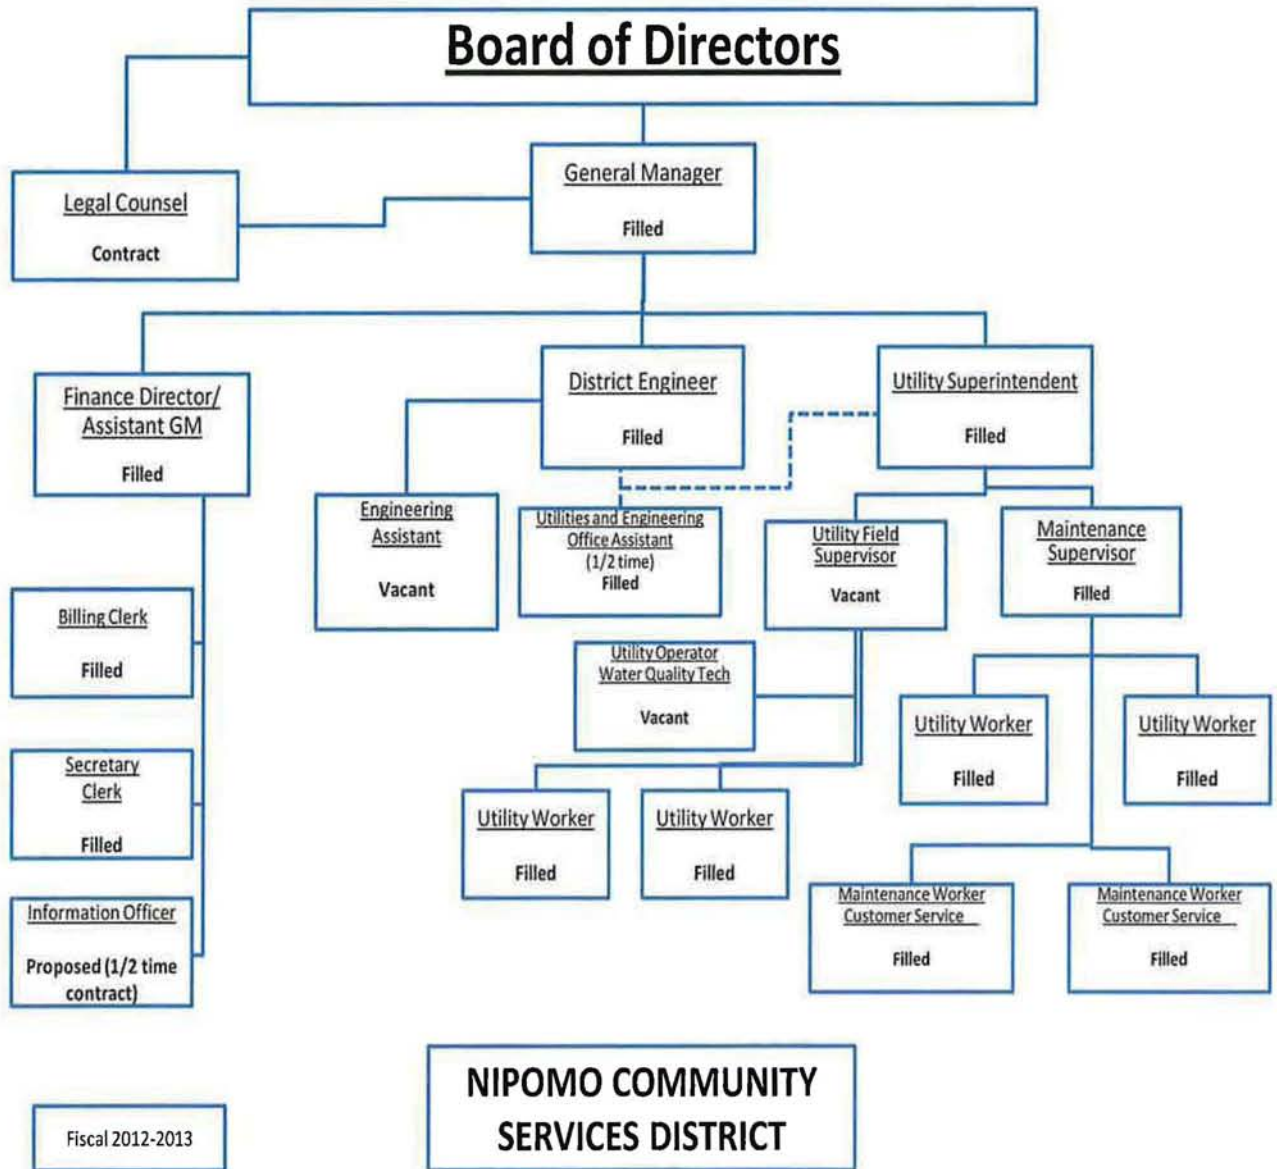 Board of Directors
General Manager
Filled
Legal Counsel
Contract
Finance Director/
Assistant GM
Filled
District Engineer
Filled
Utility Superintendent
Filled
Engineering
Assistant
Vacant
Utilities and Engineering
Office Assistant
(1/2 time)
Filled
Utility Field
Supervisor
Vacant
Maintenance
Supervisor
Filled
Billing Clerk
Filled
Utility Operator
Water Quality Tech
Vacant
Utility Worker
Filled
Utility Worker
Filled
Secretary
Clerk
Filled
Utility Worker
Filled
Utility Worker
Filled
Information Officer
Proposed (1/2 time
contract)
Maintenance Worker
Customer Service
Filled
Maintenance Worker
Customer Service
Filled
NIPOMO COMMUNITY
SERVICES DISTRICT
Fiscal 2012-2013